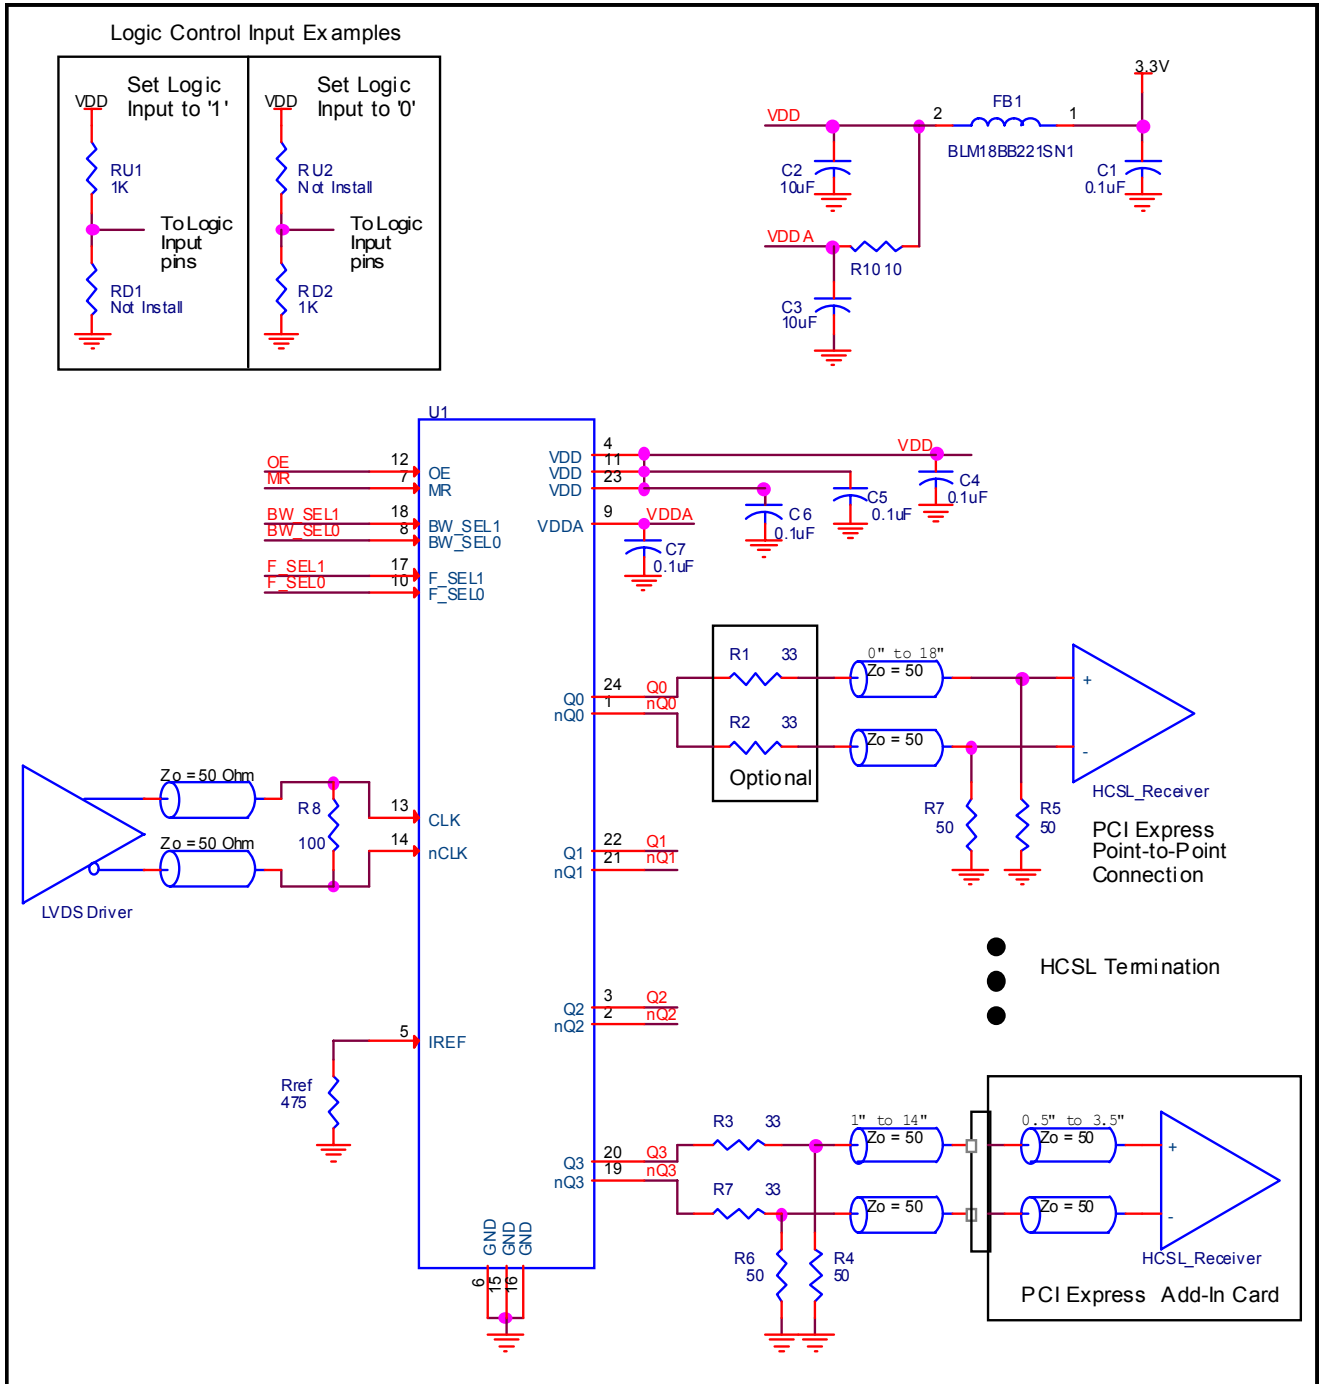 Logic Control Input Examples
Set Logic
Input to '1'
VDD
RU1
1K
To Logic
Input
pins
RD1
Not Install
Set Logic
Input to '0'
VDD
RU2
Not Install
To Logic
Input
pins
RD2
1K
3.3V
VDD
2
FB1
1
BLM18BB221SN1
C2
10uF
C1
0.1uF
VDDA
R10 10
C3
10uF
U1
OE
12
OE
MR
7
MR
BW_SEL1
18
BW_SEL1
BW_SEL0
8
BW_SEL0
F_SEL1
17
F_SEL1
F_SEL0
10
F_SEL0
VDD
4
VDD
VDD
11
VDD
23
C4
0.1uF
C5
0.1uF
C6
0.1uF
VDDA
9
VDDA
C7
0.1uF
Q0
24
Q0
nQ0
1
nQ0
R1 33
R2 33
Optional
0" to 18"
Zo = 50
Zo = 50
+
-
HCSL_Receiver
R7
50
R5
50
PCI Express
Point-to-Point
Connection
Zo = 50 Ohm
Zo = 50 Ohm
LVDS Driver
R8
100
13
CLK
14
nCLK
Q1
22
Q1
nQ1
21
nQ1
HCSL Termination
Q2
3
Q2
nQ2
2
nQ2
5
IREF
Rref
475
Q3
20
Q3
nQ3
19
nQ3
R3 33
R7 33
1" to 14"
Zo = 50
Zo = 50
0.5" to 3.5"
Zo = 50
Zo = 50
+
-
HCSL_Receiver
R6
50
R4
50
PCI Express Add-In Card
GND
GND
GND
6
15
16